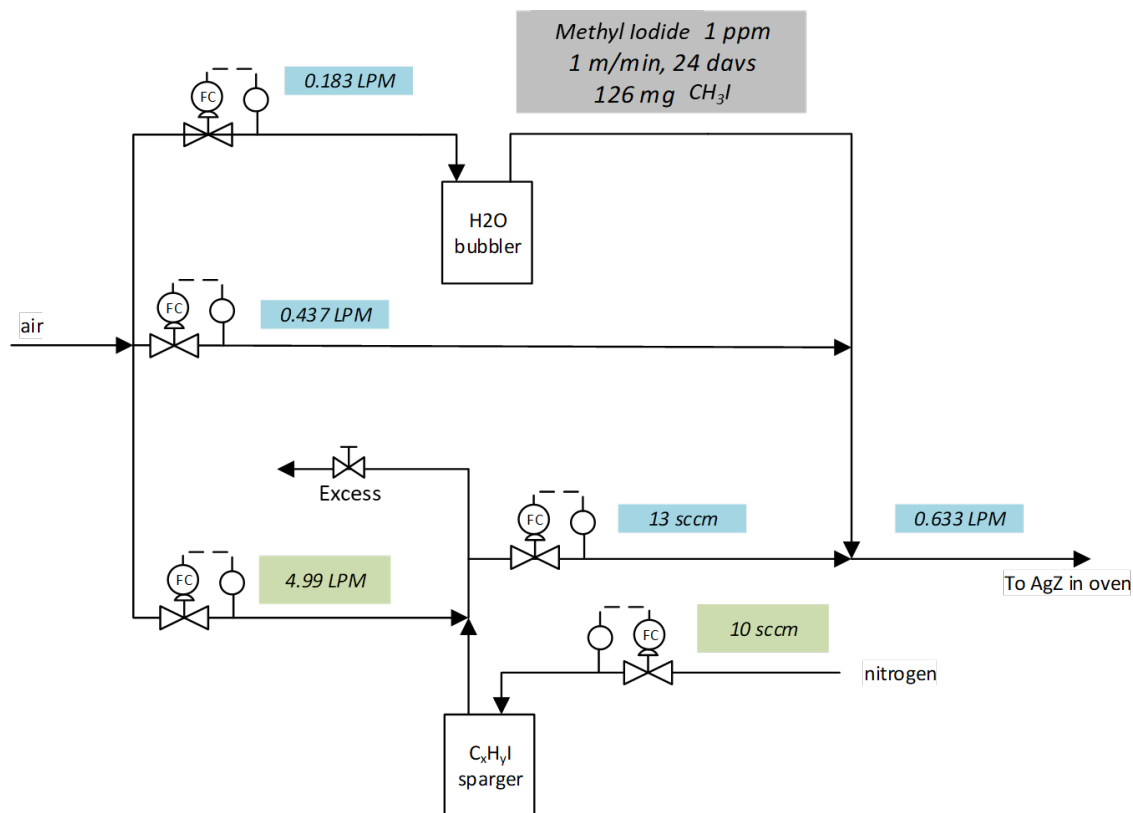 Methyl Iodide 1 ppm
1 m/min, 24 davs
126 mg CH₃I
0.183 LPM
FC
H2O
bubbler
0.437 LPM
FC
air
Excess
FC
13 sccm
0.633 LPM
To AgZ in oven
FC
4.99 LPM
10 sccm
FC
nitrogen
CₓHᵧI
sparger